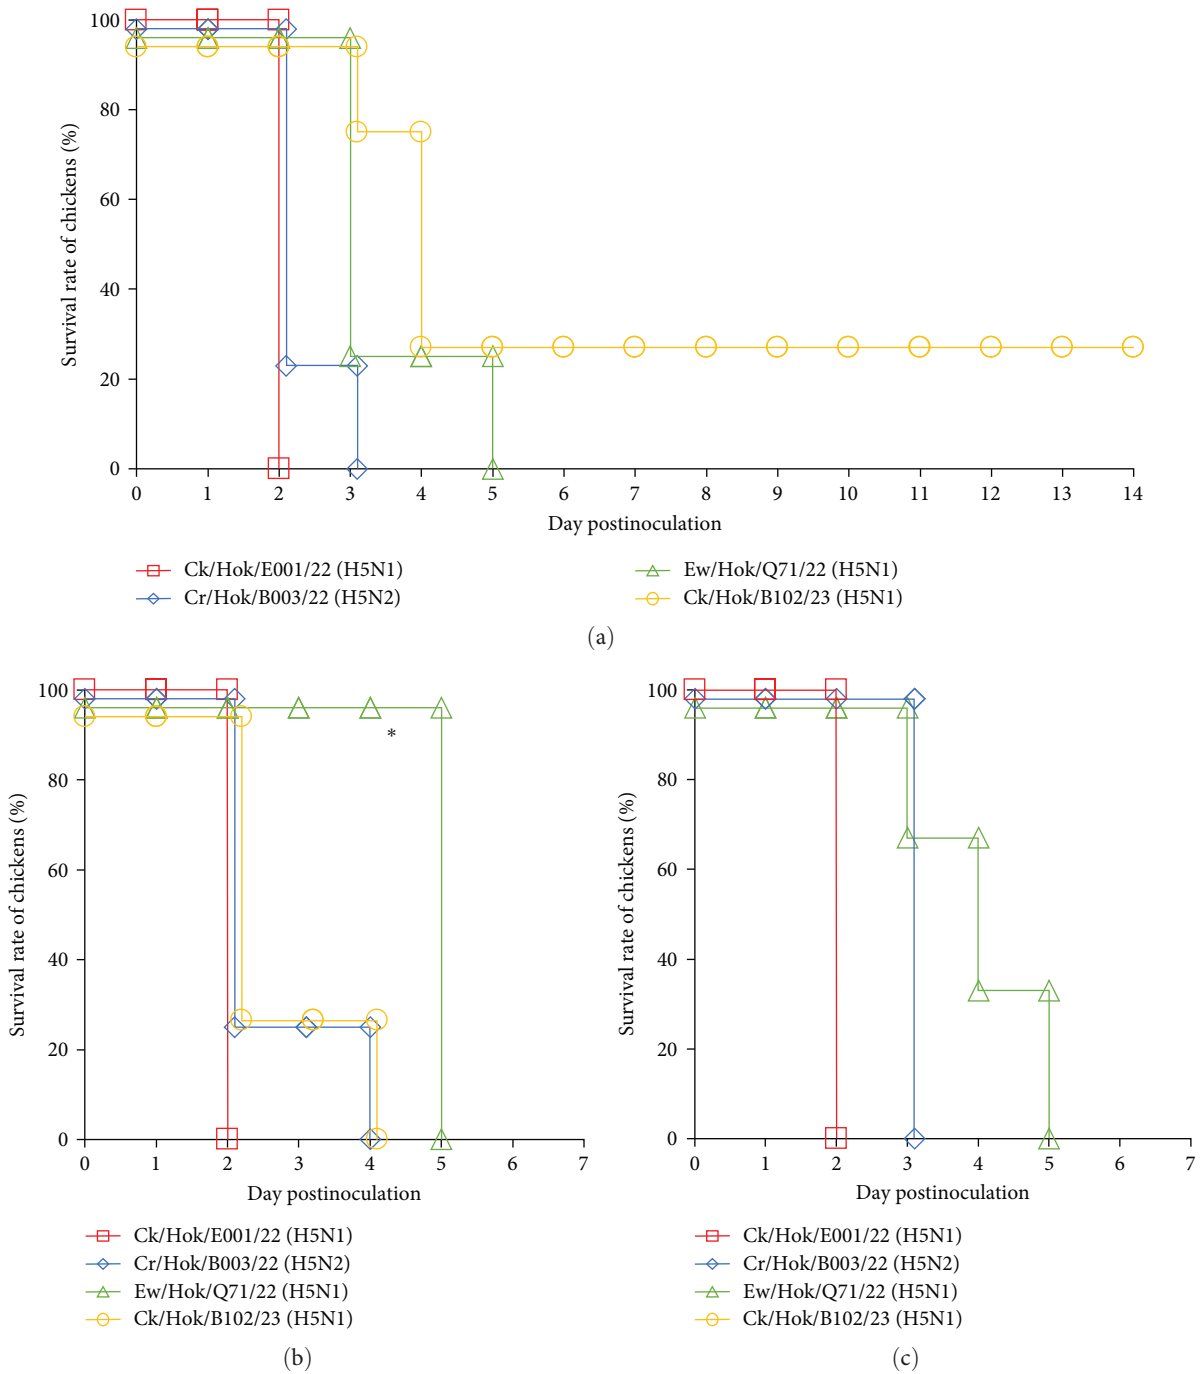 100
80
60
40
20
0
Survival rate of chickens (%)
0 1 2 3 4 5 6 7 8 9 10 11 12 13 14
Day postinoculation
Ck/Hok/E001/22 (H5N1)
Cr/Hok/B003/22 (H5N2)
Ew/Hok/Q71/22 (H5N1)
Ck/Hok/B102/23 (H5N1)
(a)
100
80
60
40
20
0
Survival rate of chickens (%)
*
0 1 2 3 4 5 6 7
Day postinoculation
Ck/Hok/E001/22 (H5N1)
Cr/Hok/B003/22 (H5N2)
Ew/Hok/Q71/22 (H5N1)
Ck/Hok/B102/23 (H5N1)
(b)
100
80
60
40
20
0
Survival rate of chickens (%)
0 1 2 3 4 5 6 7
Day postinoculation
Ck/Hok/E001/22 (H5N1)
Cr/Hok/B003/22 (H5N2)
Ew/Hok/Q71/22 (H5N1)
Ck/Hok/B102/23 (H5N1)
(c)